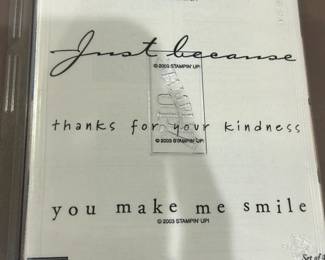 Just because
© 2003 STAMPIN' UP!
thanks for your kindness
© 2003 STAMPIN' UP!
you make me smile
© 2003 STAMPIN' UP!
Set of